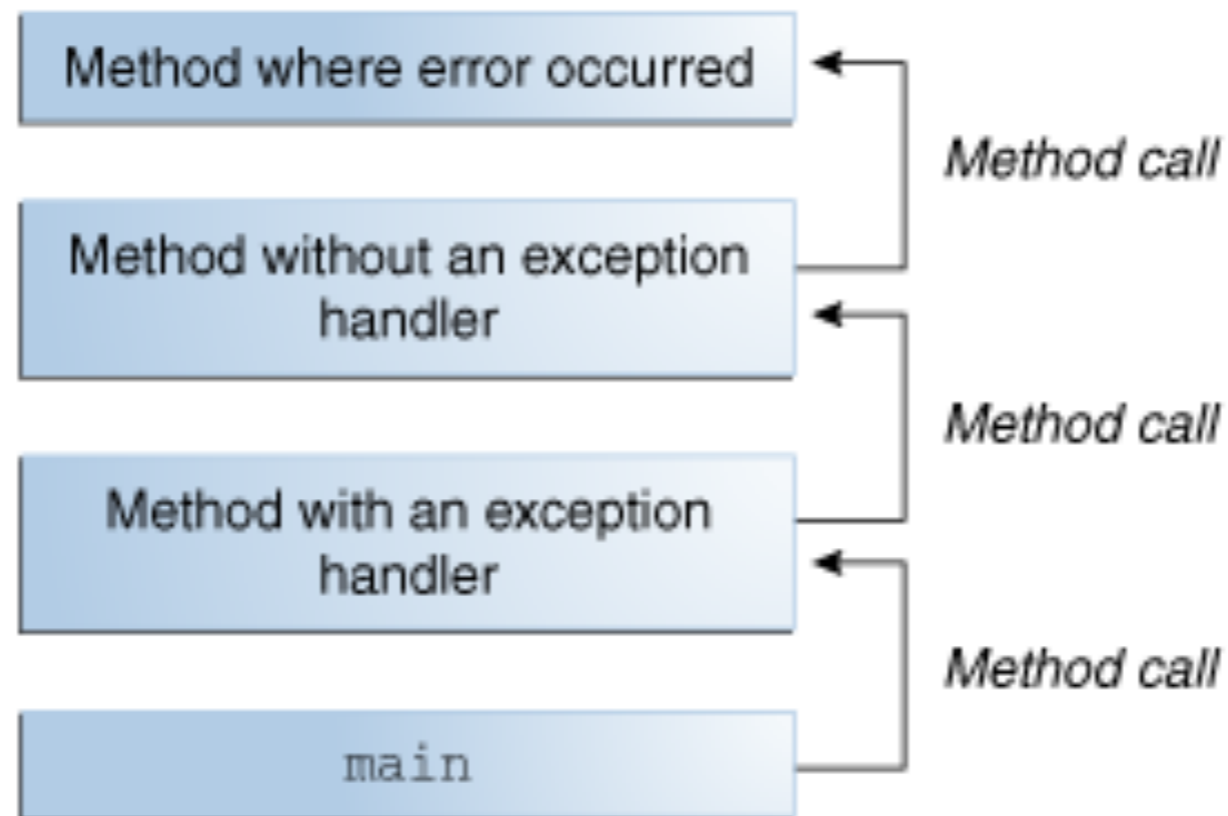 Method where error occurred
Method call
Method without an exception
handler
Method call
Method with an exception
handler
Method call
main